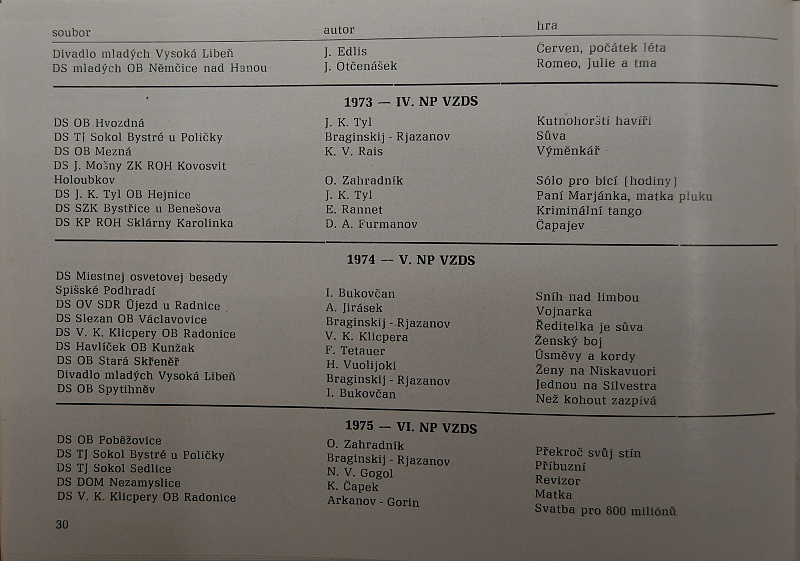 soubor autor hra
Divadlo mladých Vysoká Libeň J. Edlis Červen, počátek léta
DS mladých OB Němčice nad Hanou J. Otčenášek Romeo, Julie a tma
1973 — IV. NP VZDS
DS OB Hvozdná J. K. Tyl Kutnohorští havíři
DS TJ Sokol Bystré u Poličky Braginskij - Rjazanov Sůva
DS OB Mezná K. V. Rais Výměnkář
DS J. Mošny ZK ROH Kovosvit
Holoubkov O. Zahradník Sólo pro bicí (hodiny)
DS J. K. Tyl OB Hejnice J. K. Tyl Paní Marjánka, matka pluku
DS SZK Bystřice u Benešova E. Rannet Kriminální tango
DS KP ROH Sklárny Karolinka D. A. Furmanov Čapajev
1974 — V. NP VZDS
DS Miestnej osvetovej besedy
Spišské Podhradí I. Bukovčan Sníh nad limbou
DS OV SDR Újezd u Radnice A. Jirásek Vojnarka
DS Slezan OB Václavovice Braginskij - Rjazanov Ředitelka je sůva
DS V. K. Klicpery OB Radonice V. K. Klicpera Ženský boj
DS Havlíček OB Kunžak F. Tetauer Úsměvy a kordy
DS OB Stará Skřeněř H. Vuolijoki Ženy na Niskavuori
Divadlo mladých Vysoká Libeň Braginskij - Rjazanov Jednou na Silvestra
DS OB Spytihněv I. Bukovčan Než kohout zazpívá
1975 — VI. NP VZDS
DS OB Poběžovice O. Zahradník Překroč svůj stín
DS TJ Sokol Bystré u Poličky Braginskij - Rjazanov Příbuzní
DS TJ Sokol Sedlice N. V. Gogol Revizor
DS DOM Nezamyslice K. Čapek Matka
DS V. K. Klicpery OB Radonice Arkanov - Gorin Svatba pro 800 miliónů
30